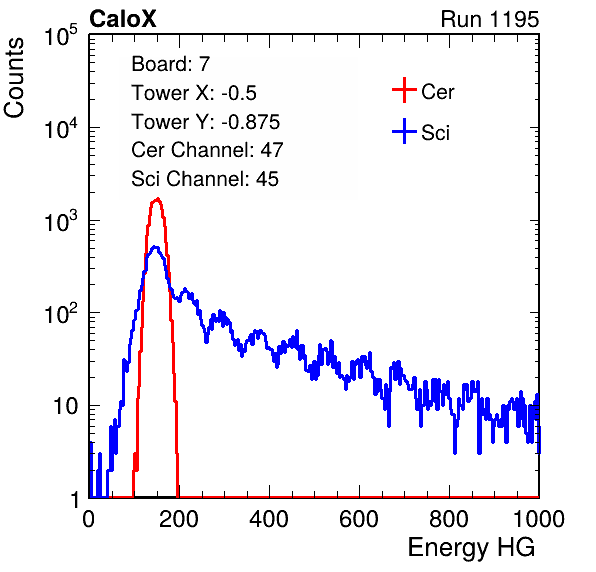 CaloX Run 1195
Counts
Board: 7
Tower X: -0.5
Tower Y: -0.875
Cer Channel: 47
Sci Channel: 45
Cer
Sci
10^5
10^4
10^3
10^2
10
1
0 200 400 600 800 1000
Energy HG